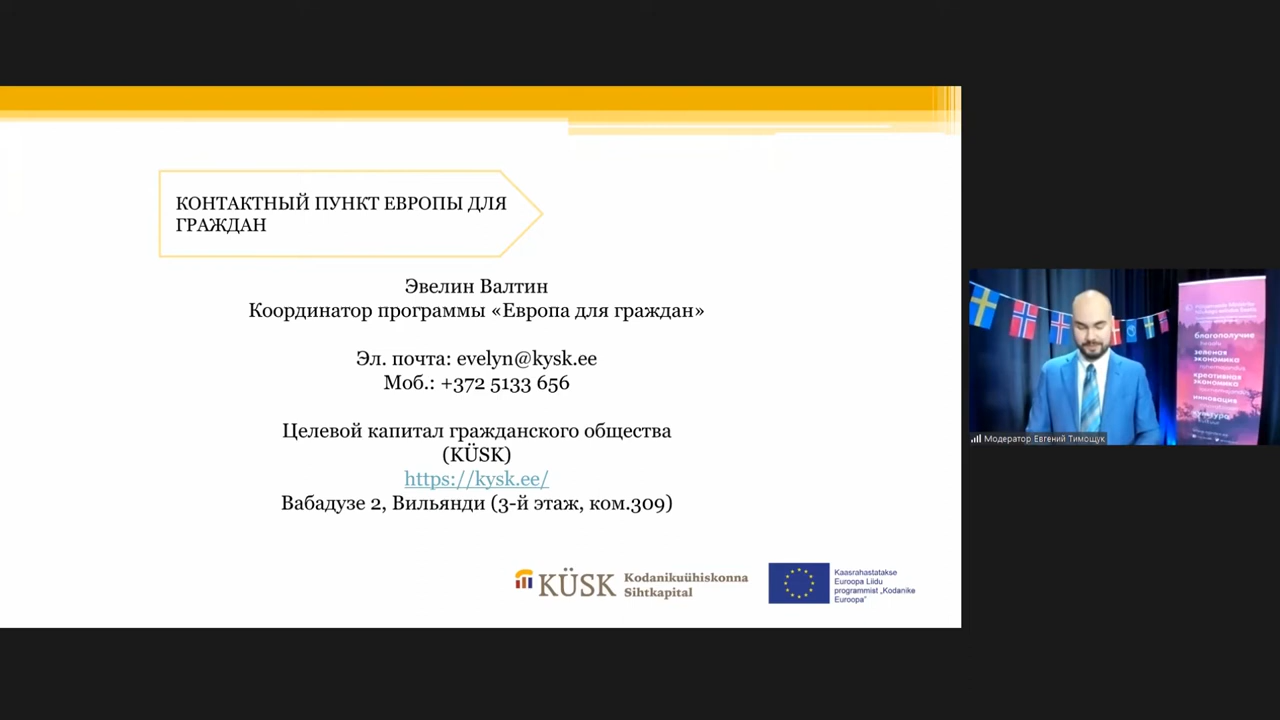 КОНТАКТНЫЙ ПУНКТ ЕВРОПЫ ДЛЯ
ГРАЖДАН
Эвелин Валтин
Координатор программы «Европа для граждан»
Эл. почта: evelyn@kysk.ee
Моб.: +372 5133 656
Целевой капитал гражданского общества
(KÜSK)
https://kysk.ee/
Вабадузе 2, Вильянди (3-й этаж, ком.309)
KÜSK
Kodanikuühiskonna
Sihtkapital
Kaasrahastatakse
Euroopa Liidu
programmist „Kodanike
Euroopa”
благополучие
зеленая
экономика
креативная
экономика
инновация
культура
Модератор Евгений Тимощук